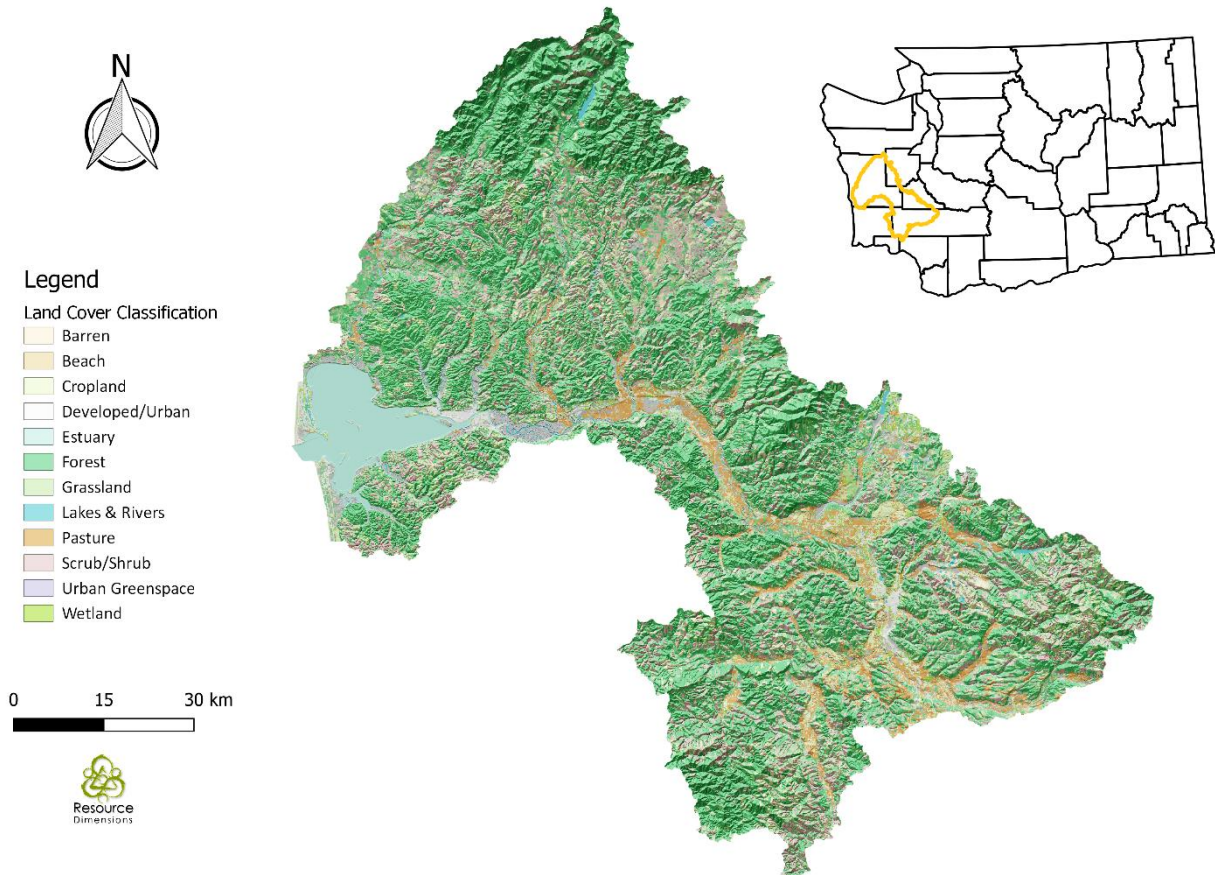 N
Legend
Land Cover Classification
Barren
Beach
Cropland
Developed/Urban
Estuary
Forest
Grassland
Lakes & Rivers
Pasture
Scrub/Shrub
Urban Greenspace
Wetland
0 15 30 km
Resource
Dimensions